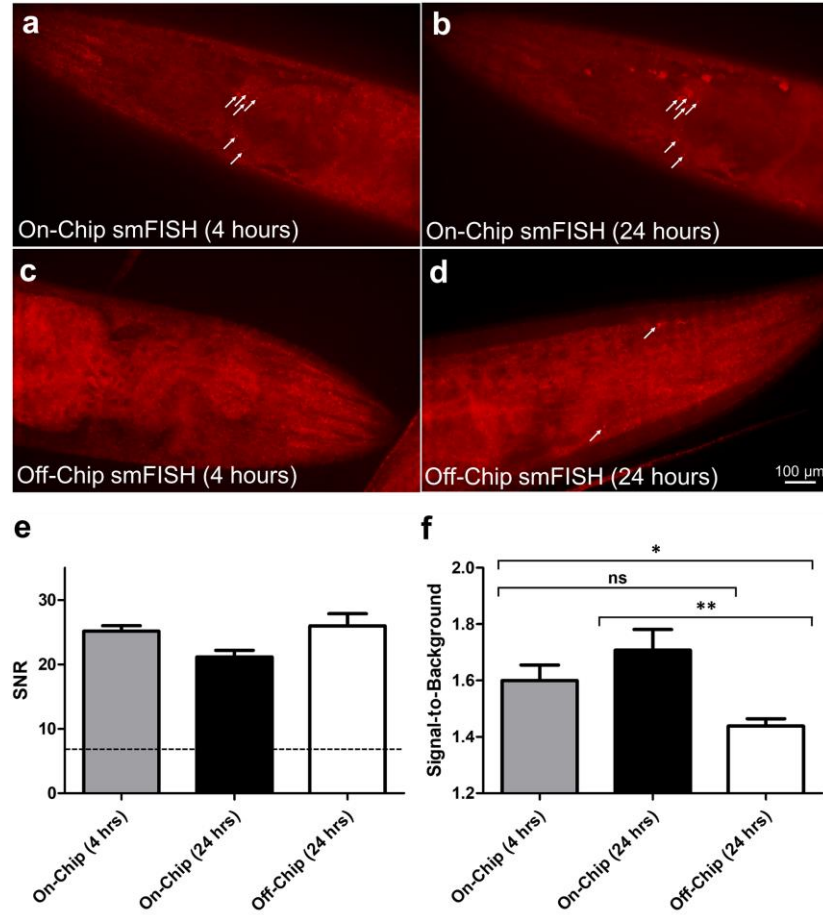 a
b
On-Chip smFISH (4 hours)
On-Chip smFISH (24 hours)
c
d
Off-Chip smFISH (4 hours)
Off-Chip smFISH (24 hours)
100 µm
e
f
SNR
30
20
10
0
On-Chip (4 hrs)
On-Chip (24 hrs)
Off-Chip (24 hrs)
Signal-to-Background
2.0
1.8
1.6
1.4
1.2
*
ns
**
On-Chip (4 hrs)
On-Chip (24 hrs)
Off-Chip (24 hrs)